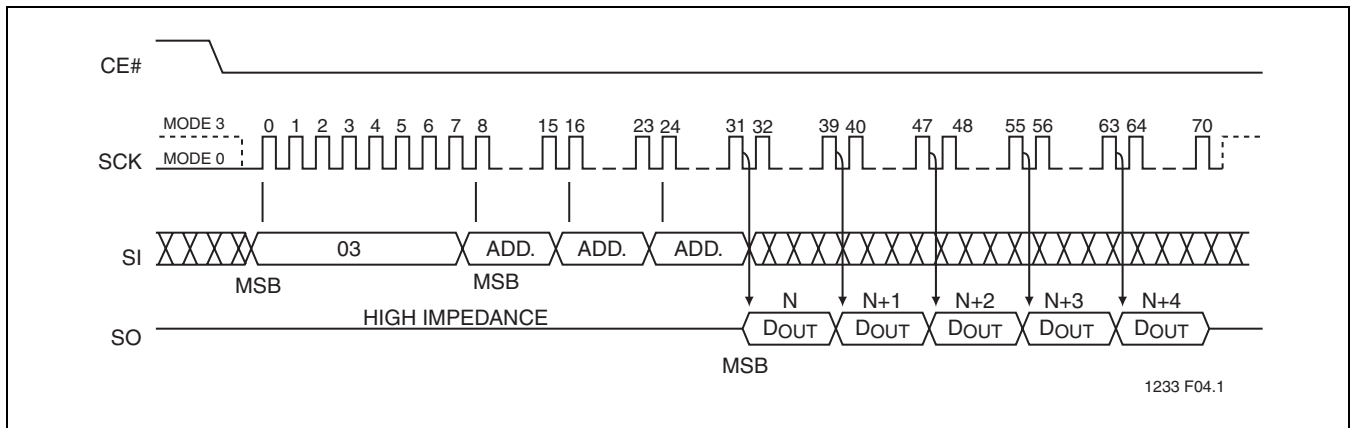 CE#
MODE 3
0 1 2 3 4 5 6 7 8 15 16 23 24 31 32 39 40 47 48 55 56 63 64 70
SCK
MODE 0
SI
03 ADD. ADD. ADD.
MSB MSB
N N+1 N+2 N+3 N+4
HIGH IMPEDANCE
SO
DOUT DOUT DOUT DOUT DOUT
MSB
1233 F04.1